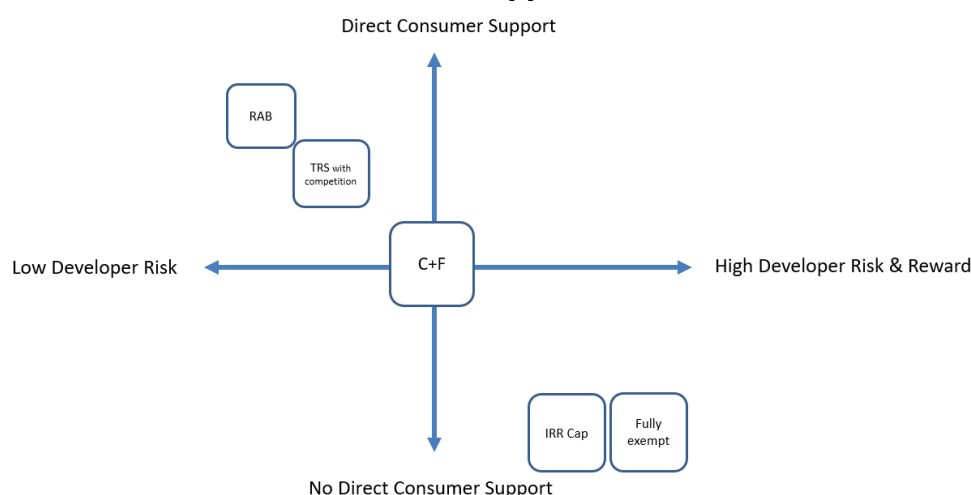 Direct Consumer Support
RAB
TRS with
competition
C+F
Low Developer Risk
High Developer Risk & Reward
IRR Cap
Fully
exempt
No Direct Consumer Support